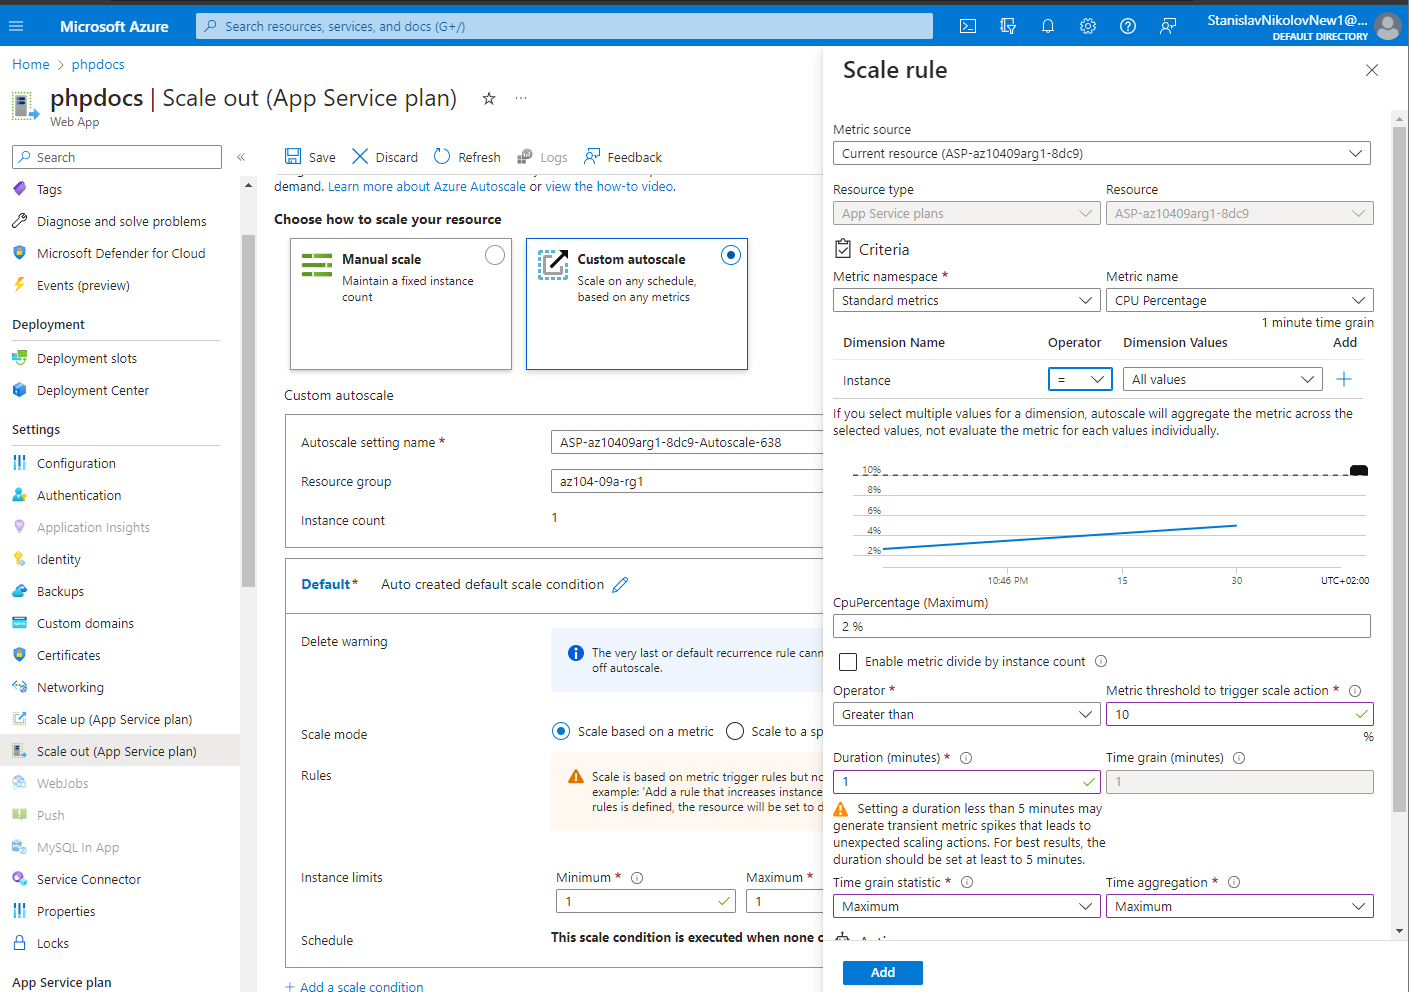 Microsoft Azure
Search resources, services, and docs (G+/)
StanislavNikolovNew1@...
DEFAULT DIRECTORY
Home > phpdocs
phpdocs | Scale out (App Service plan)
...
Web App
Search
«
Tags
Diagnose and solve problems
Microsoft Defender for Cloud
Events (preview)
Deployment
Deployment slots
Deployment Center
Settings
Configuration
Authentication
Application Insights
Identity
Backups
Custom domains
Certificates
Networking
Scale up (App Service plan)
Scale out (App Service plan)
WebJobs
Push
MySQL In App
Service Connector
Properties
Locks
App Service plan
Save
Discard
Refresh
Logs
Feedback
demand. Learn more about Azure Autoscale or view the how-to video.
Choose how to scale your resource
Manual scale
Maintain a fixed instance
count
Custom autoscale
Scale on any schedule,
based on any metrics
Custom autoscale
Autoscale setting name *
ASP-az10409arg1-8dc9-Autoscale-638
Resource group
az104-09a-rg1
Instance count
1
Default*
Auto created default scale condition
Delete warning
The very last or default recurrence rule cann
off autoscale.
Scale mode
Scale based on a metric
Scale to a sp
Rules
Scale is based on metric trigger rules but no
example: 'Add a rule that increases instance
rules is defined, the resource will be set to d
Instance limits
Minimum *
Maximum *
1
1
Schedule
This scale condition is executed when none o
+ Add a scale condition
Scale rule
Metric source
Current resource (ASP-az10409arg1-8dc9)
Resource type
Resource
App Service plans
ASP-az10409arg1-8dc9
Criteria
Metric namespace *
Metric name
Standard metrics
CPU Percentage
1 minute time grain
Dimension Name
Operator
Dimension Values
Add
Instance
=
All values
If you select multiple values for a dimension, autoscale will aggregate the metric across the
selected values, not evaluate the metric for each values individually.
10%
8%
6%
4%
2%
10:46 PM
15
30
UTC+02:00
CpuPercentage (Maximum)
2 %
Enable metric divide by instance count
Operator *
Metric threshold to trigger scale action *
Greater than
10
%
Duration (minutes) *
Time grain (minutes)
1
1
Setting a duration less than 5 minutes may
generate transient metric spikes that leads to
unexpected scaling actions. For best results, the
duration should be set at least to 5 minutes.
Time grain statistic *
Time aggregation *
Maximum
Maximum
Add